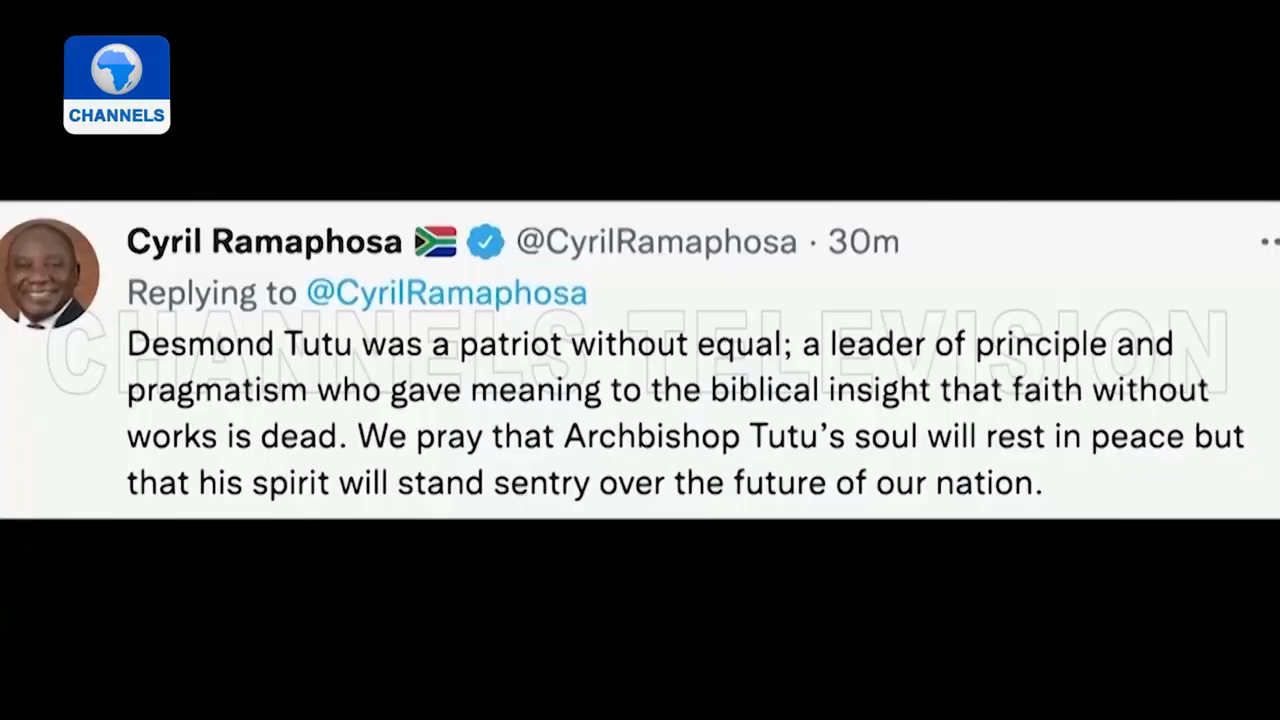 CHANNELS
Cyril Ramaphosa @CyrilRamaphosa · 30m
Replying to @CyrilRamaphosa
CHANNELS TELEVISION
Desmond Tutu was a patriot without equal; a leader of principle and
pragmatism who gave meaning to the biblical insight that faith without
works is dead. We pray that Archbishop Tutu’s soul will rest in peace but
that his spirit will stand sentry over the future of our nation.